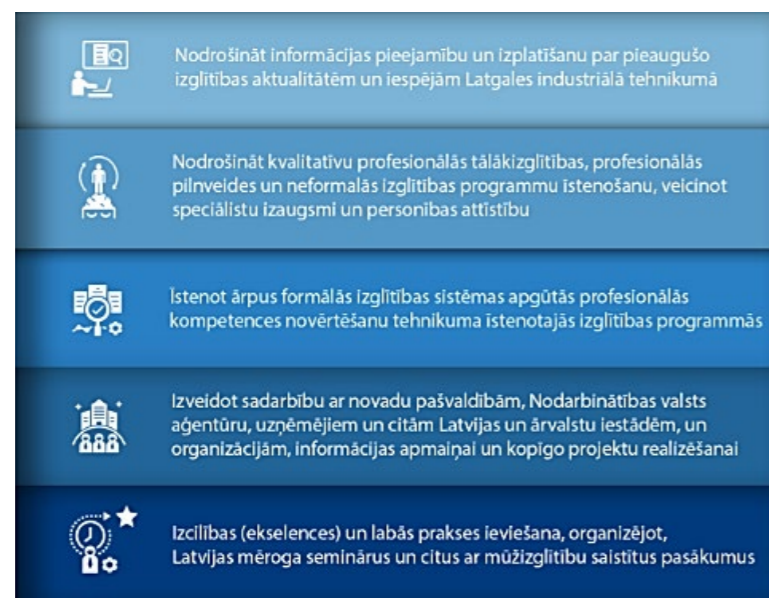 Nodrošināt informācijas pieejamību un izplatīšanu par pieaugušo
izglītības aktualitātēm un iespējām Latgales industriālā tehnikumā
Nodrošināt kvalitatīvu profesionālās tālākizglītības, profesionālās
pilnveides un neformalās izglītības programmu īstenošanu, veicinot
speciālistu izaugsmi un personības attīstību
Īstenot ārpus formālās izglītības sistēmas apgūtās profesionālās
kompetences novērtēšanu tehnikuma īstenotajās izglītības programmās
Izveidot sadarbību ar novadu pašvaldībām, Nodarbinātības valsts
aģentūru, uzņēmējiem un citām Latvijas un ārvalstu iestādēm, un
organizācijām, informācijas apmaiņai un kopīgo projektu realizēšanai
Izcilības (ekselences) un labās prakses ieviešana, organizējot,
Latvijas mēroga seminārus un citus ar mūžizglītību saistītus pasākumus